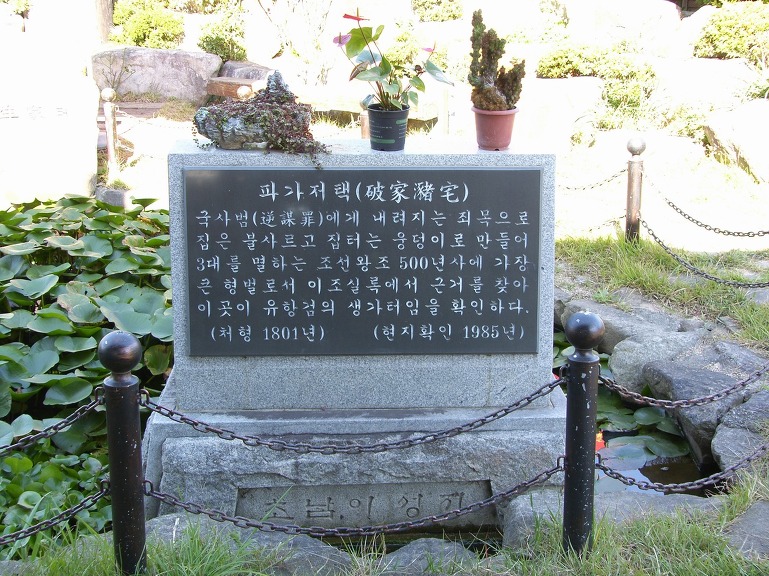 파가저택(破家瀦宅)
국사범(逆謀罪)에게 내려지는 죄목으로
집은 불사르고 집터는 웅덩이로 만들어
3대를 멸하는 조선왕조 500년사에 가장
큰 형벌로서 이조실록에서 근거를 찾아
이곳이 유항검의 생가터임을 확인하다.
(처형 1801년) (현지확인 1985년)